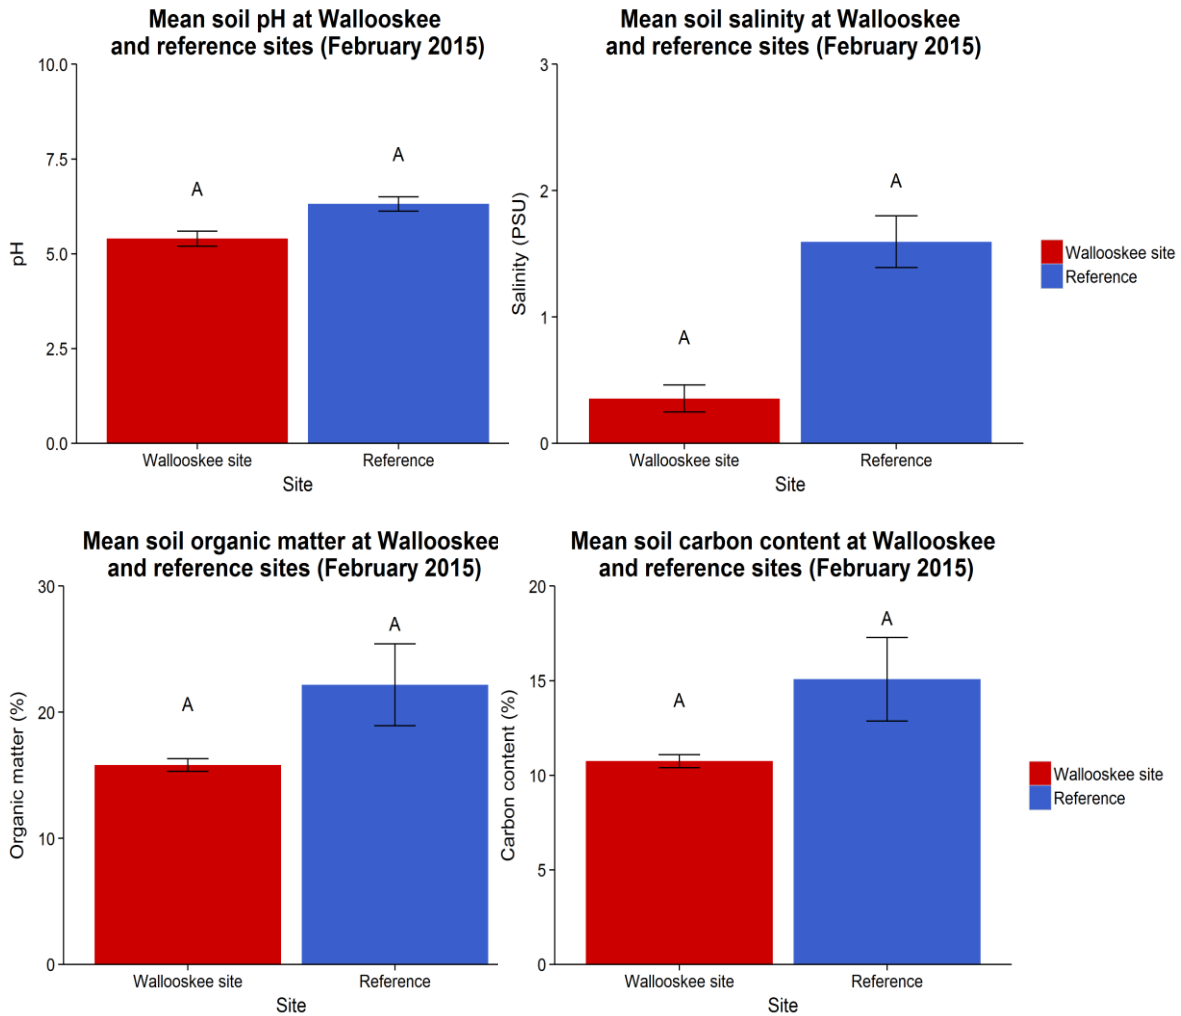 Mean soil pH at Wallooskee
and reference sites (February 2015)
10.0
7.5
5.0
2.5
0.0
pH
A
A
Wallooskee site
Reference
Site
Mean soil salinity at Wallooskee
and reference sites (February 2015)
3
2
1
0
Salinity (PSU)
A
A
Wallooskee site
Reference
Site
Wallooskee site
Reference
Mean soil organic matter at Wallooskee
and reference sites (February 2015)
30
20
10
0
Organic matter (%)
A
A
Wallooskee site
Reference
Site
Mean soil carbon content at Wallooskee
and reference sites (February 2015)
20
15
10
5
0
Carbon content (%)
A
A
Wallooskee site
Reference
Site
Wallooskee site
Reference